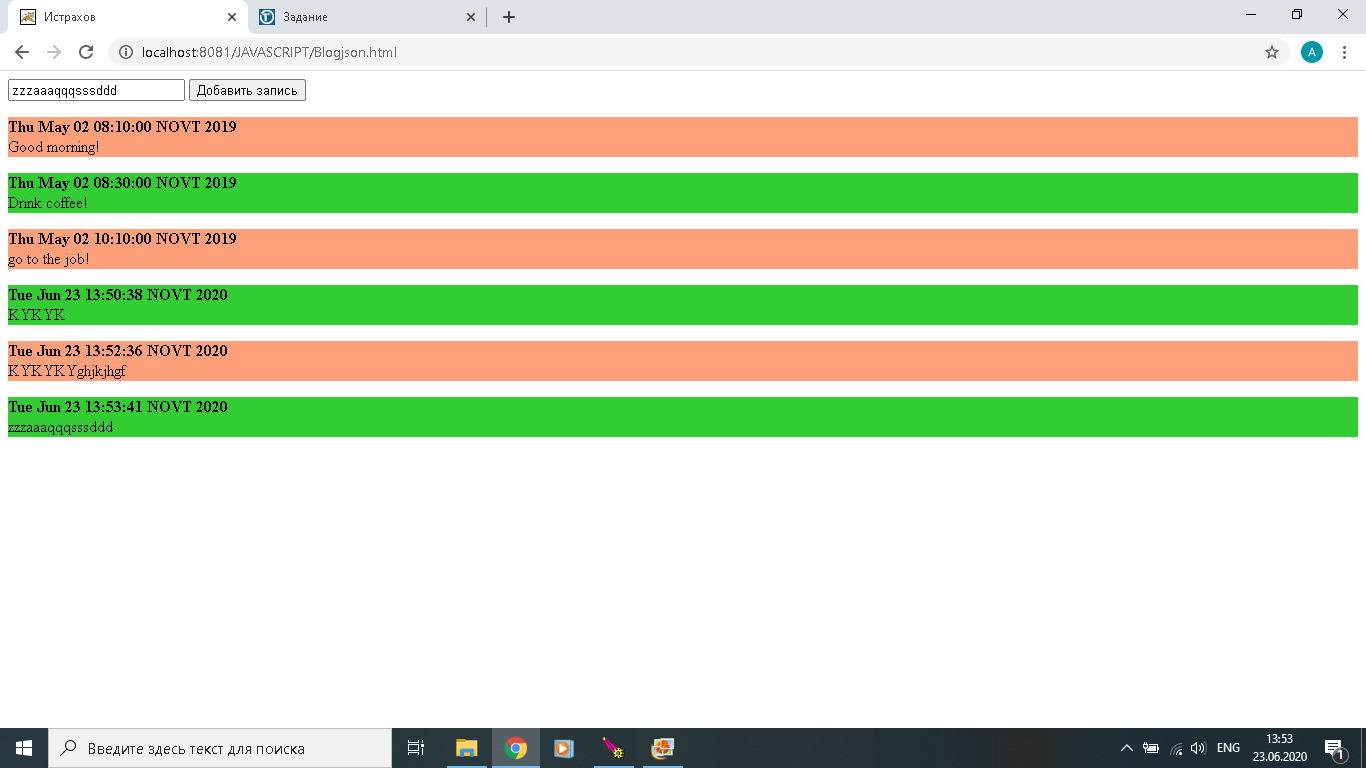 Истрахов
Задание
localhost:8081/JAVASCRIPT/Blogjson.html
A
zzzaaaqqqsssddd
Добавить запись
Thu May 02 08:10:00 NOVT 2019
Good morning!
Thu May 02 08:30:00 NOVT 2019
Drink coffee!
Thu May 02 10:10:00 NOVT 2019
go to the job!
Tue Jun 23 13:50:38 NOVT 2020
KYKYK
Tue Jun 23 13:52:36 NOVT 2020
KYKYKYghjkjhgf
Tue Jun 23 13:53:41 NOVT 2020
zzzaaaqqqsssddd
Введите здесь текст для поиска
ENG
13:53
23.06.2020
1